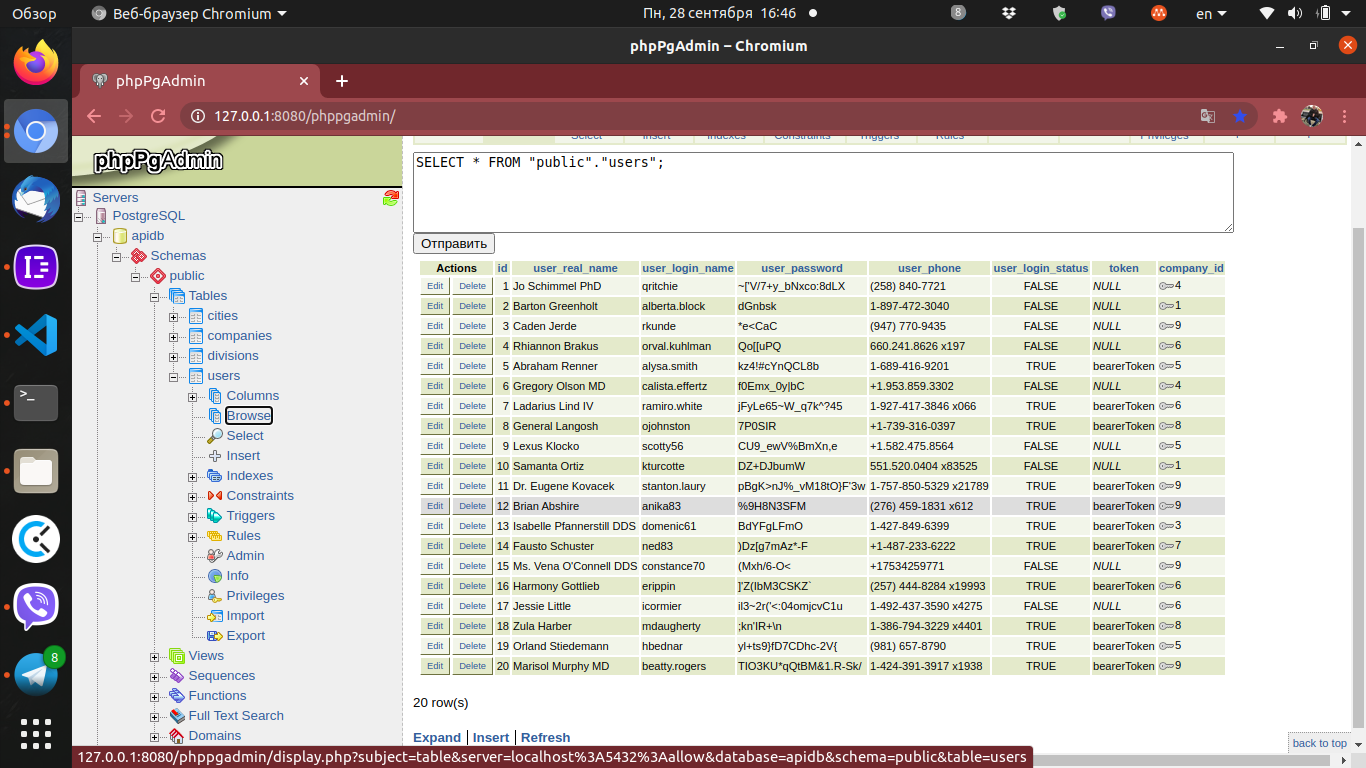 Обзор Веб-браузер Chromium Пн, 28 сентября 16:46 8 en
phpPgAdmin – Chromium
phpPgAdmin
127.0.0.1:8080/phppgadmin/
phpPgAdmin
Servers
PostgreSQL
apidb
Schemas
public
Tables
cities
companies
divisions
users
Columns
Browse
Select
Insert
Indexes
Constraints
Triggers
Rules
Admin
Info
Privileges
Import
Export
Views
Sequences
Functions
Full Text Search
Domains
8
Select Insert Indexes Constraints Triggers Rules Privileges
SELECT * FROM "public"."users";
Отправить
Actions id user_real_name user_login_name user_password user_phone user_login_status token company_id
Edit Delete 1 Jo Schimmel PhD qritchie ~['V/7+y_bNxco:8dLX (258) 840-7721 FALSE NULL 4
Edit Delete 2 Barton Greenholt alberta.block dGnbsk 1-897-472-3040 FALSE NULL 1
Edit Delete 3 Caden Jerde rkunde *e<CaC (947) 770-9435 FALSE NULL 9
Edit Delete 4 Rhiannon Brakus orval.kuhlman Qo[[uPQ 660.241.8626 x197 FALSE NULL 6
Edit Delete 5 Abraham Renner alysa.smith kz4!#cYnQCL8b 1-689-416-9201 TRUE bearerToken 5
Edit Delete 6 Gregory Olson MD calista.effertz f0Emx_0y|bC +1.953.859.3302 FALSE NULL 4
Edit Delete 7 Ladarius Lind IV ramiro.white jFyLe65~W_q7k^?45 1-927-417-3846 x066 TRUE bearerToken 6
Edit Delete 8 General Langosh ojohnston 7P0SIR +1-739-316-0397 TRUE bearerToken 8
Edit Delete 9 Lexus Klocko scotty56 CU9_ewV%BmXn,e +1.582.475.8564 FALSE NULL 5
Edit Delete 10 Samanta Ortiz kturcotte DZ+DJbumW 551.520.0404 x83525 FALSE NULL 1
Edit Delete 11 Dr. Eugene Kovacek stanton.laury pBgK>nJ%_vM18tO}F'3w 1-757-850-5329 x21789 TRUE bearerToken 9
Edit Delete 12 Brian Abshire anika83 %9H8N3SFM (276) 459-1831 x612 TRUE bearerToken 9
Edit Delete 13 Isabelle Pfannerstill DDS domenic61 BdYFgLFmO 1-427-849-6399 TRUE bearerToken 3
Edit Delete 14 Fausto Schuster ned83 )Dz[g7mAz*-F +1-487-233-6222 TRUE bearerToken 7
Edit Delete 15 Ms. Vena O'Connell DDS constance70 (Mxh/6-O< +17534259771 FALSE NULL 9
Edit Delete 16 Harmony Gottlieb erippin ]'Z(IbM3CSKZ` (257) 444-8284 x19993 TRUE bearerToken 6
Edit Delete 17 Jessie Little icormier iI3~2r('<:04omjcvC1u 1-492-437-3590 x4275 FALSE NULL 6
Edit Delete 18 Zula Harber mdaugherty ;kn'IR+\n 1-386-794-3229 x4401 TRUE bearerToken 8
Edit Delete 19 Orland Stiedemann hbednar yl+ts9}fD7CDhc-2V{ (981) 657-8790 TRUE bearerToken 5
Edit Delete 20 Marisol Murphy MD beatty.rogers TIO3KU*qQtBM&1.R-Sk/ 1-424-391-3917 x1938 TRUE bearerToken 9
20 row(s)
Expand | Insert | Refresh
back to top
127.0.0.1:8080/phppgadmin/display.php?subject=table&server=localhost%3A5432%3Aallow&database=apidb&schema=public&table=users